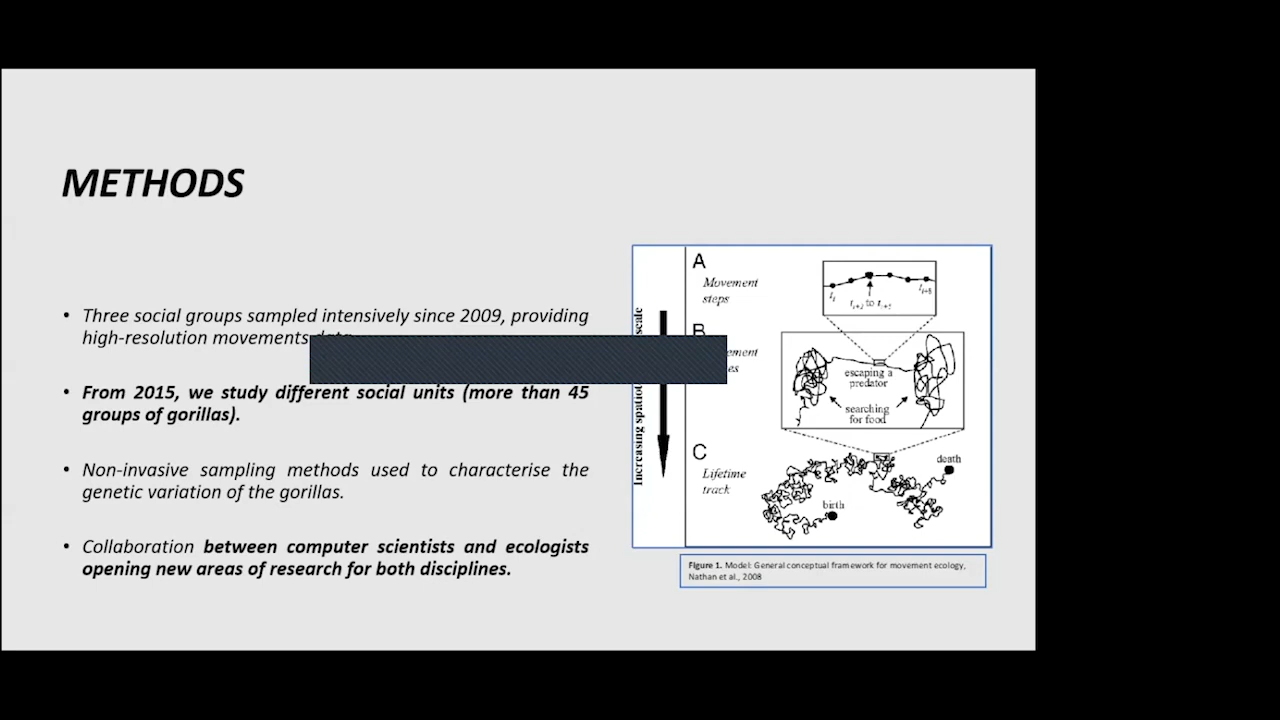 METHODS
• Three social groups sampled intensively since 2009, providing
high-resolution movements data
• From 2015, we study different social units (more than 45
groups of gorillas).
• Non-invasive sampling methods used to characterise the
genetic variation of the gorillas.
• Collaboration between computer scientists and ecologists
opening new areas of research for both disciplines.
A
Movement
steps
B
C
Lifetime
track
Increasing
scale
escaping a
predator
searching
for food
death
birth
Figure 1. Model: General conceptual framework for movement ecology,
Nathan et al., 2008